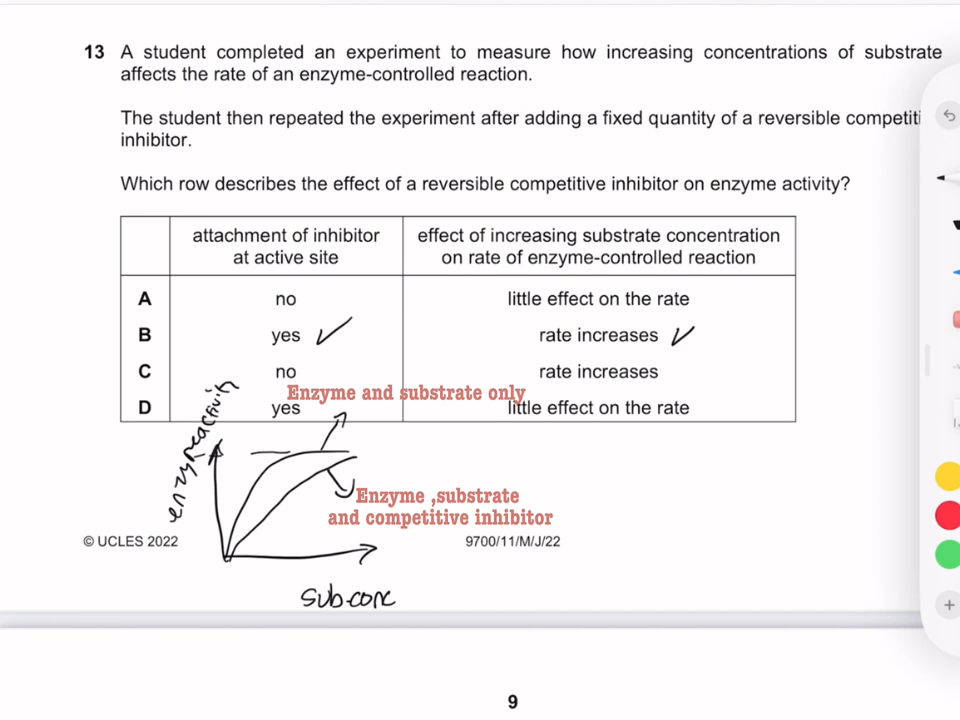 13 A student completed an experiment to measure how increasing concentrations of substrate
affects the rate of an enzyme-controlled reaction.
The student then repeated the experiment after adding a fixed quantity of a reversible competiti
inhibitor.
Which row describes the effect of a reversible competitive inhibitor on enzyme activity?
attachment of inhibitor effect of increasing substrate concentration
at active site on rate of enzyme-controlled reaction
A no little effect on the rate
B yes rate increases
C no rate increases
Enzyme and substrate only
D yes little effect on the rate
Enzyme ,substrate
and competitive inhibitor
© UCLES 2022 9700/11/M/J/22
sub conc
9